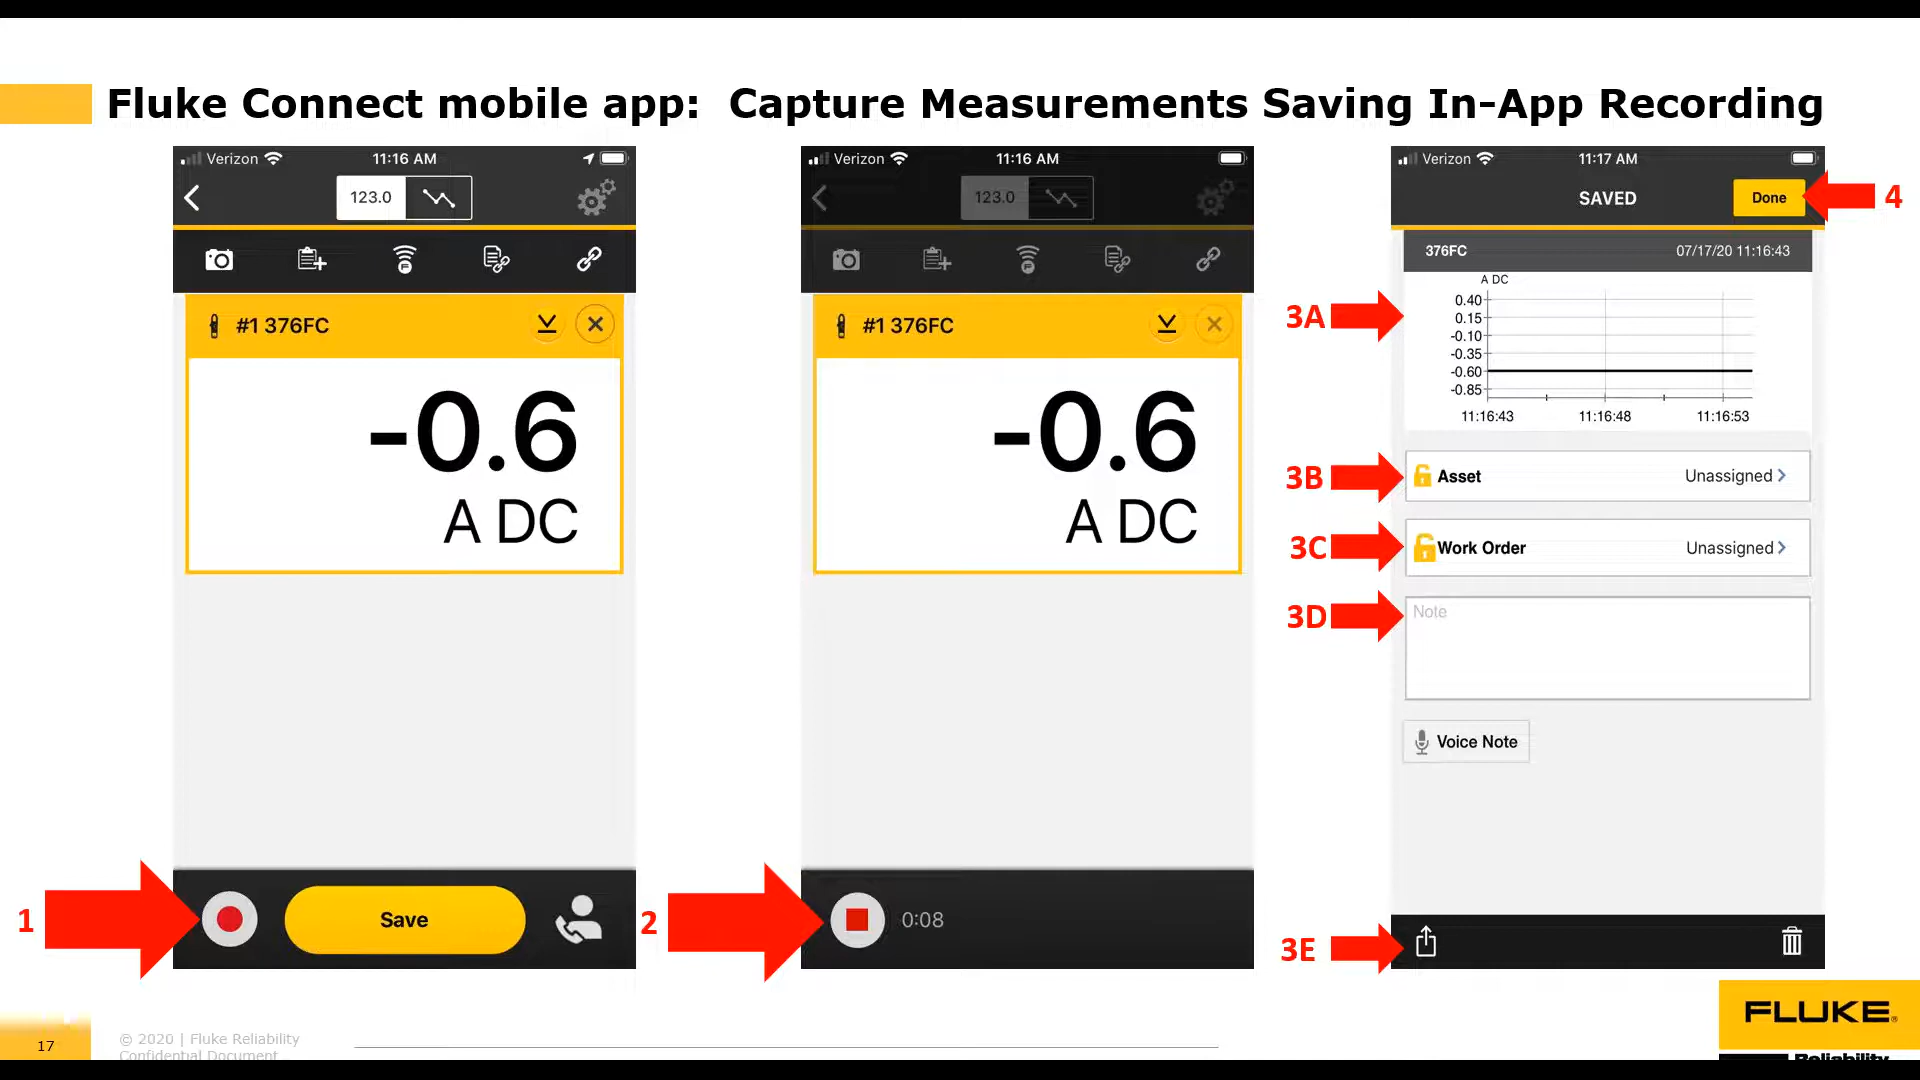 Fluke Connect mobile app: Capture Measurements Saving In-App Recording
Verizon 11:16 AM
123.0
#1 376FC
-0.6
A DC
1
Save
Verizon 11:16 AM
123.0
#1 376FC
-0.6
A DC
2
0:08
Verizon 11:17 AM
SAVED
Done
4
376FC 07/17/20 11:16:43
A DC
3A
0.40
0.15
-0.10
-0.35
-0.60
-0.85
11:16:43 11:16:48 11:16:53
3B
Asset Unassigned
3C
Work Order Unassigned
3D
Note
Voice Note
3E
17
© 2020 | Fluke Reliability
Confidential Document
FLUKE®
Reliability